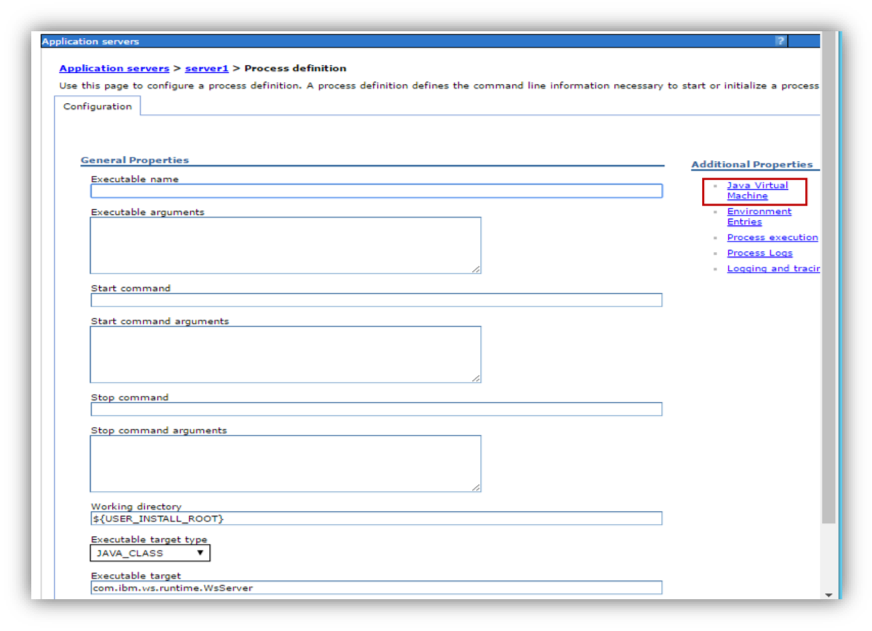 Application servers
?
Application servers > server1 > Process definition
Use this page to configure a process definition. A process definition defines the command line information necessary to start or initialize a process
Configuration
General Properties
Executable name
Executable arguments
Start command
Start command arguments
Stop command
Stop command arguments
Working directory
${USER_INSTALL_ROOT}
Executable target type
JAVA_CLASS
Executable target
com.ibm.ws.runtime.WsServer
Additional Properties
Java Virtual
Machine
Environment
Entries
Process execution
Process Logs
Logging and tracin